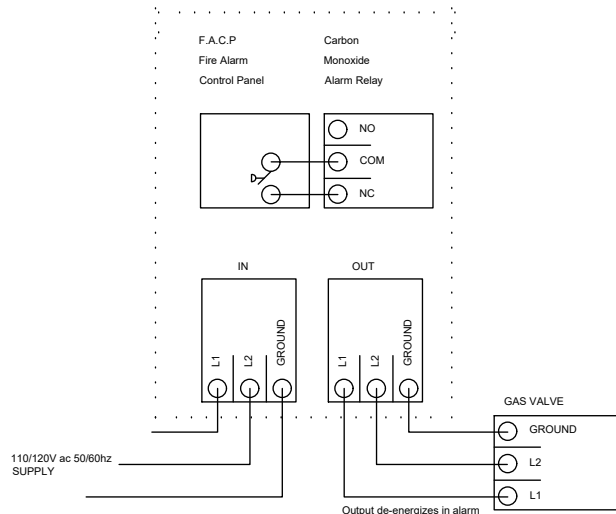 F.A.C.P
Fire Alarm
Control Panel
Carbon
Monoxide
Alarm Relay
NO
COM
NC
IN
OUT
L1
L2
GROUND
L1
L2
GROUND
GAS VALVE
GROUND
L2
L1
110/120V ac 50/60hz
SUPPLY
Output de-energizes in alarm